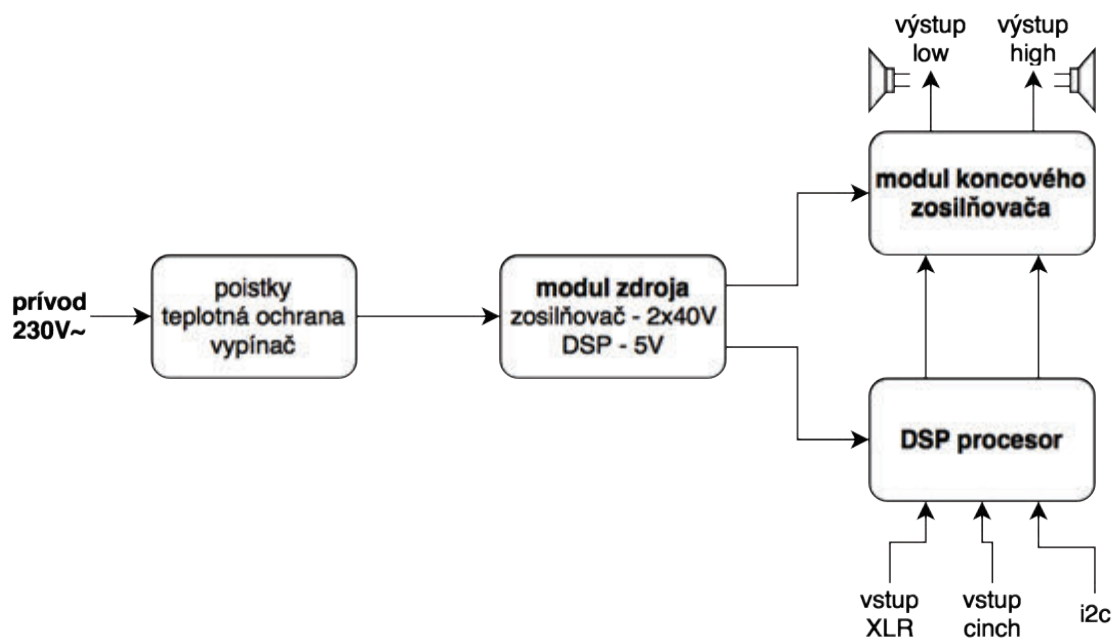 výstup
low
výstup
high
modul koncového
zosilňovača
prívod
230V~
poistky
teplotná ochrana
vypínač
modul zdroja
zosilňovač - 2x40V
DSP - 5V
DSP procesor
vstup
XLR
vstup
cinch
i2c